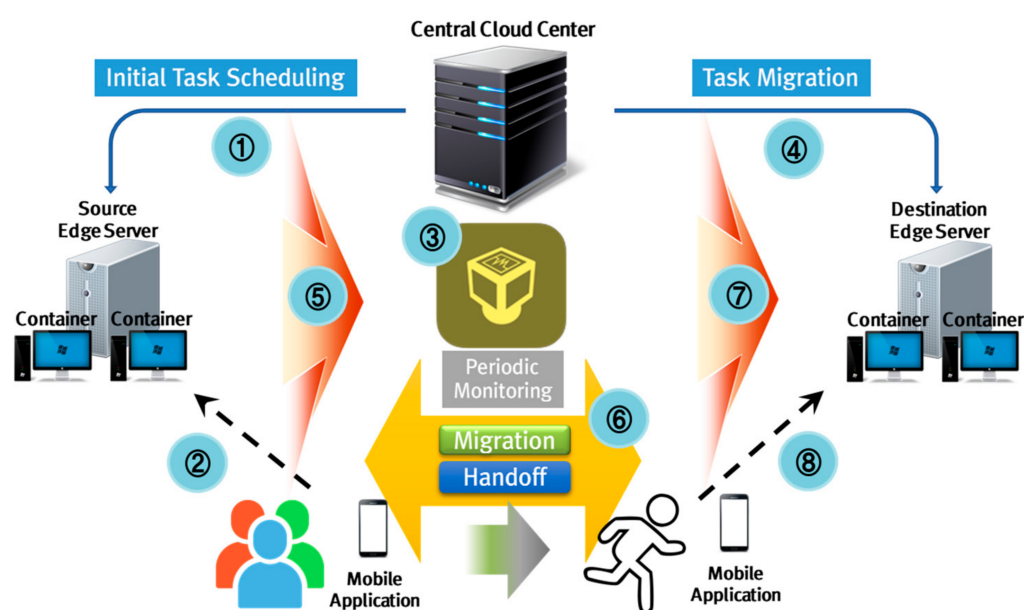 Central Cloud Center
Initial Task Scheduling
Task Migration
①
④
Source
Edge Server
Destination
Edge Server
③
⑤
⑦
Container
Container
Container
Container
Periodic
Monitoring
⑥
Migration
Handoff
②
⑧
Mobile
Application
Mobile
Application